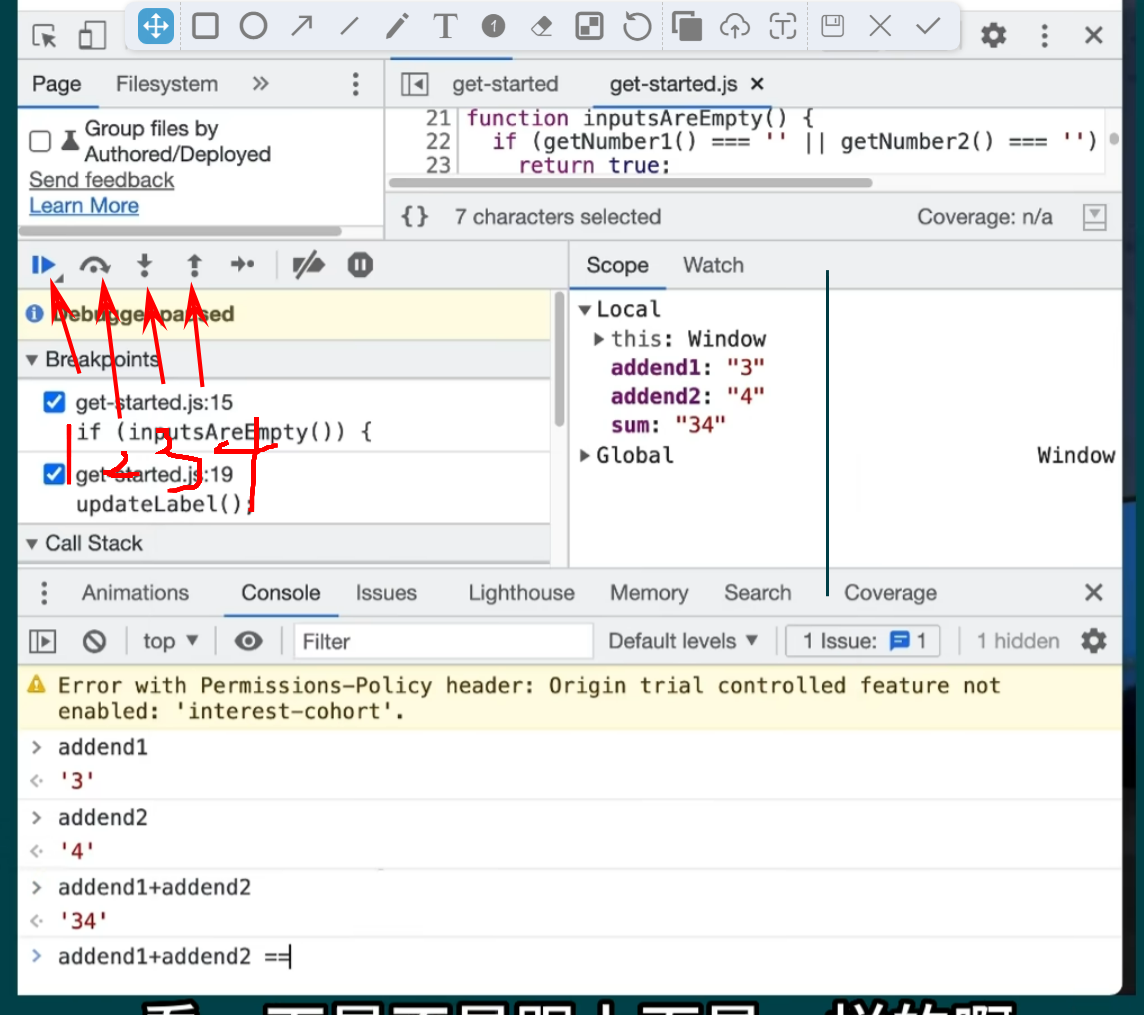 T 1
Page Filesystem
get-started get-started.js
Group files by
Authored/Deployed
Send feedback
Learn More
21 function inputsAreEmpty() {
22 if (getNumber1() === '' || getNumber2() === '')
23 return true;
{} 7 characters selected Coverage: n/a
Debugger paused
Breakpoints
get-started.js:15
if (inputsAreEmpty()) {
get-started.js:19
updateLabel();
Call Stack
1 2 3 4
Scope Watch
Local
this: Window
addend1: "3"
addend2: "4"
sum: "34"
Global Window
Animations Console Issues Lighthouse Memory Search Coverage
top Filter Default levels 1 Issue: 1 1 hidden
Error with Permissions-Policy header: Origin trial controlled feature not
enabled: 'interest-cohort'.
> addend1
'3'
> addend2
'4'
> addend1+addend2
'34'
> addend1+addend2 ==